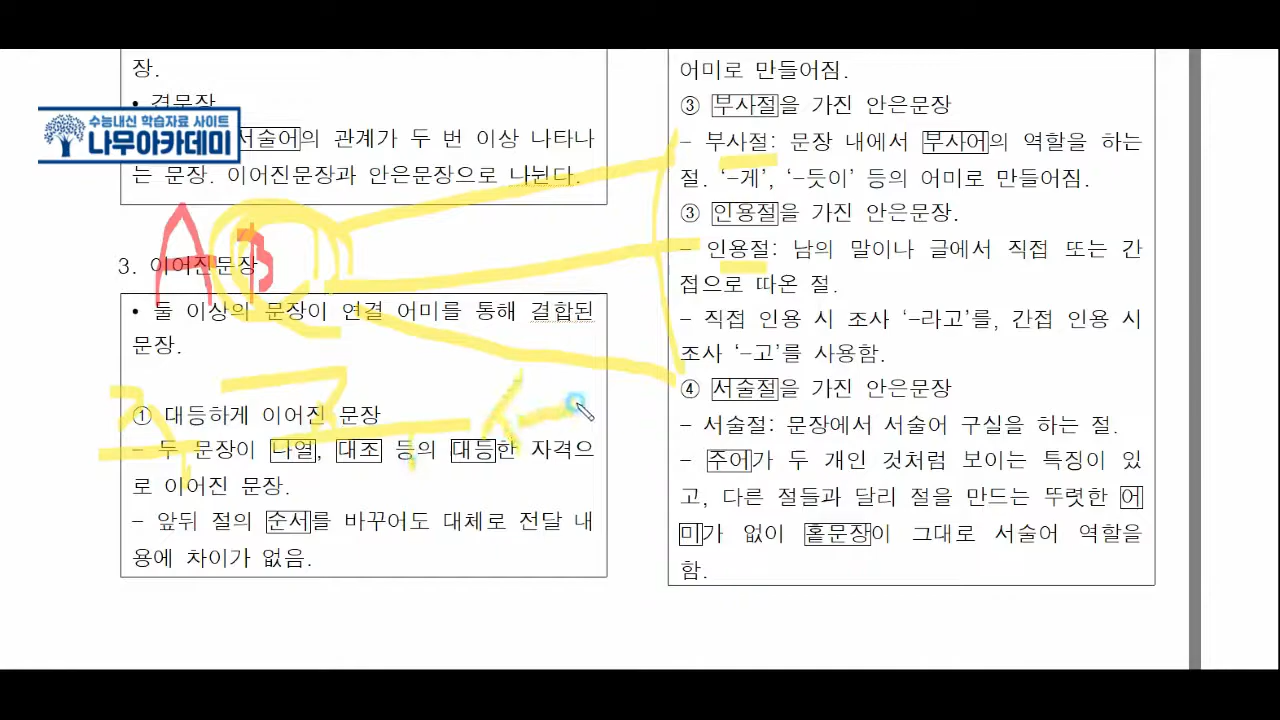 장.
• 겹문장
수능내신 학습자료 사이트
나무아카데미
서술어의 관계가 두 번 이상 나타나
는 문장. 이어진문장과 안은문장으로 나뉜다.
A B
3. 이어진문장
• 둘 이상의 문장이 연결 어미를 통해 결합된
문장.
① 대등하게 이어진 문장
- 두 문장이 나열, 대조 등의 대등한 자격으
로 이어진 문장.
- 앞뒤 절의 순서를 바꾸어도 대체로 전달 내
용에 차이가 없음.
어미로 만들어짐.
③ 부사절을 가진 안은문장
- 부사절: 문장 내에서 부사어의 역할을 하는
절. ‘-게’, ‘-듯이’ 등의 어미로 만들어짐.
③ 인용절을 가진 안은문장.
- 인용절: 남의 말이나 글에서 직접 또는 간
접으로 따온 절.
- 직접 인용 시 조사 ‘-라고’를, 간접 인용 시
조사 ‘-고’를 사용함.
④ 서술절을 가진 안은문장
- 서술절: 문장에서 서술어 구실을 하는 절.
- 주어가 두 개인 것처럼 보이는 특징이 있
고, 다른 절들과 달리 절을 만드는 뚜렷한 어
미가 없이 홑문장이 그대로 서술어 역할을
함.